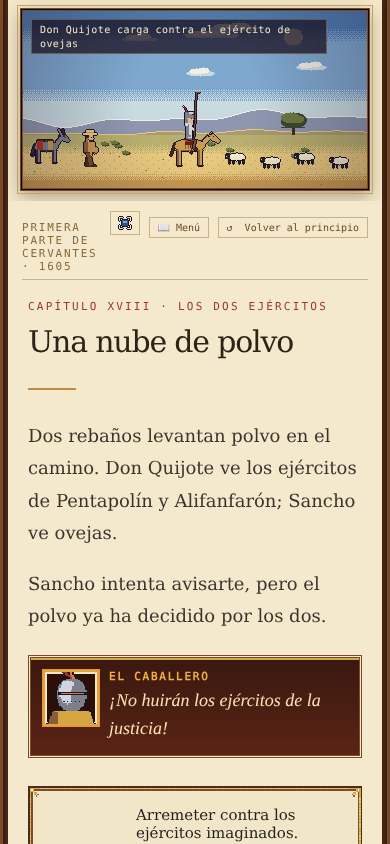 Don Quijote carga contra el ejército de
ovejas
PRIMERA
PARTE DE
CERVANTES
· 1605
📖 Menú
↺ Volver al principio
CAPÍTULO XVIII · LOS DOS EJÉRCITOS
Una nube de polvo
Dos rebaños levantan polvo en el
camino. Don Quijote ve los ejércitos
de Pentapolín y Alifanfarón; Sancho
ve ovejas.
Sancho intenta avisarte, pero el
polvo ya ha decidido por los dos.
EL CABALLERO
¡No huirán los ejércitos de la
justicia!
Arremeter contra los
ejércitos imaginados.